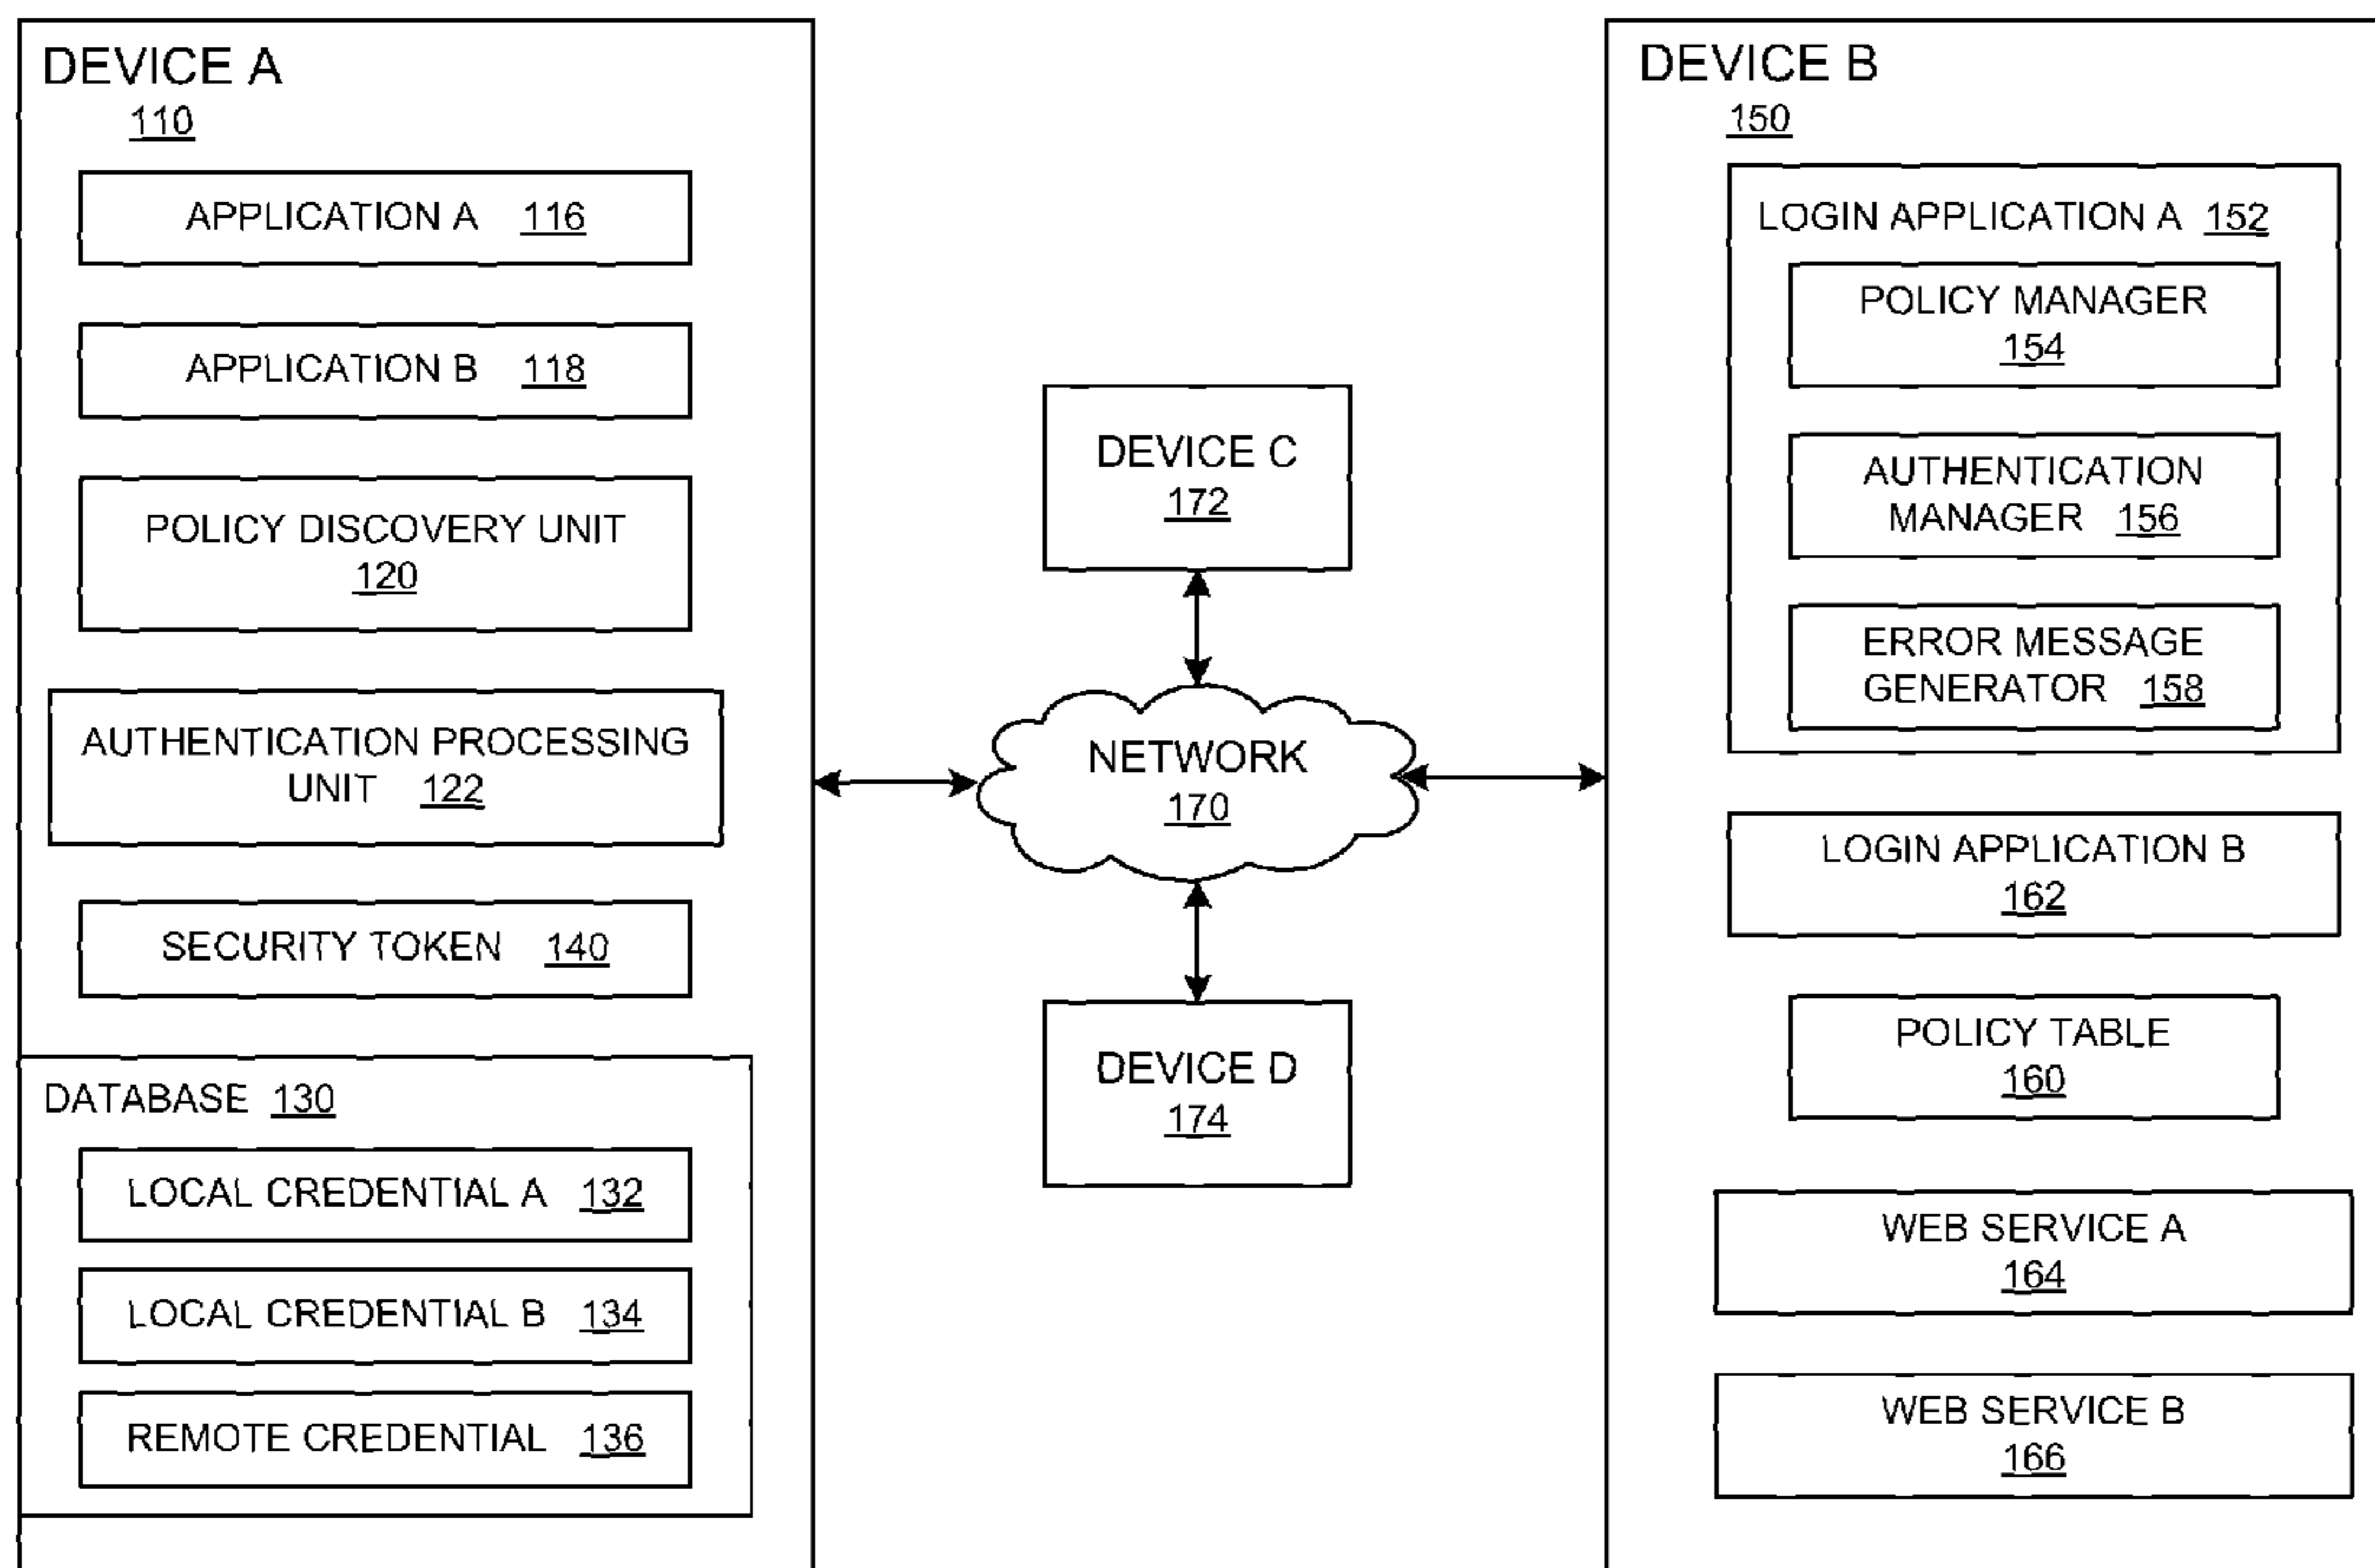 DEVICE A
110
APPLICATION A 116
APPLICATION B 118
POLICY DISCOVERY UNIT
120
AUTHENTICATION PROCESSING
UNIT 122
SECURITY TOKEN 140
DATABASE 130
LOCAL CREDENTIAL A 132
LOCAL CREDENTIAL B 134
REMOTE CREDENTIAL 136
DEVICE C
172
NETWORK
170
DEVICE D
174
DEVICE B
150
LOGIN APPLICATION A 152
POLICY MANAGER
154
AUTHENTICATION
MANAGER 156
ERROR MESSAGE
GENERATOR 158
LOGIN APPLICATION B
162
POLICY TABLE
160
WEB SERVICE A
164
WEB SERVICE B
166